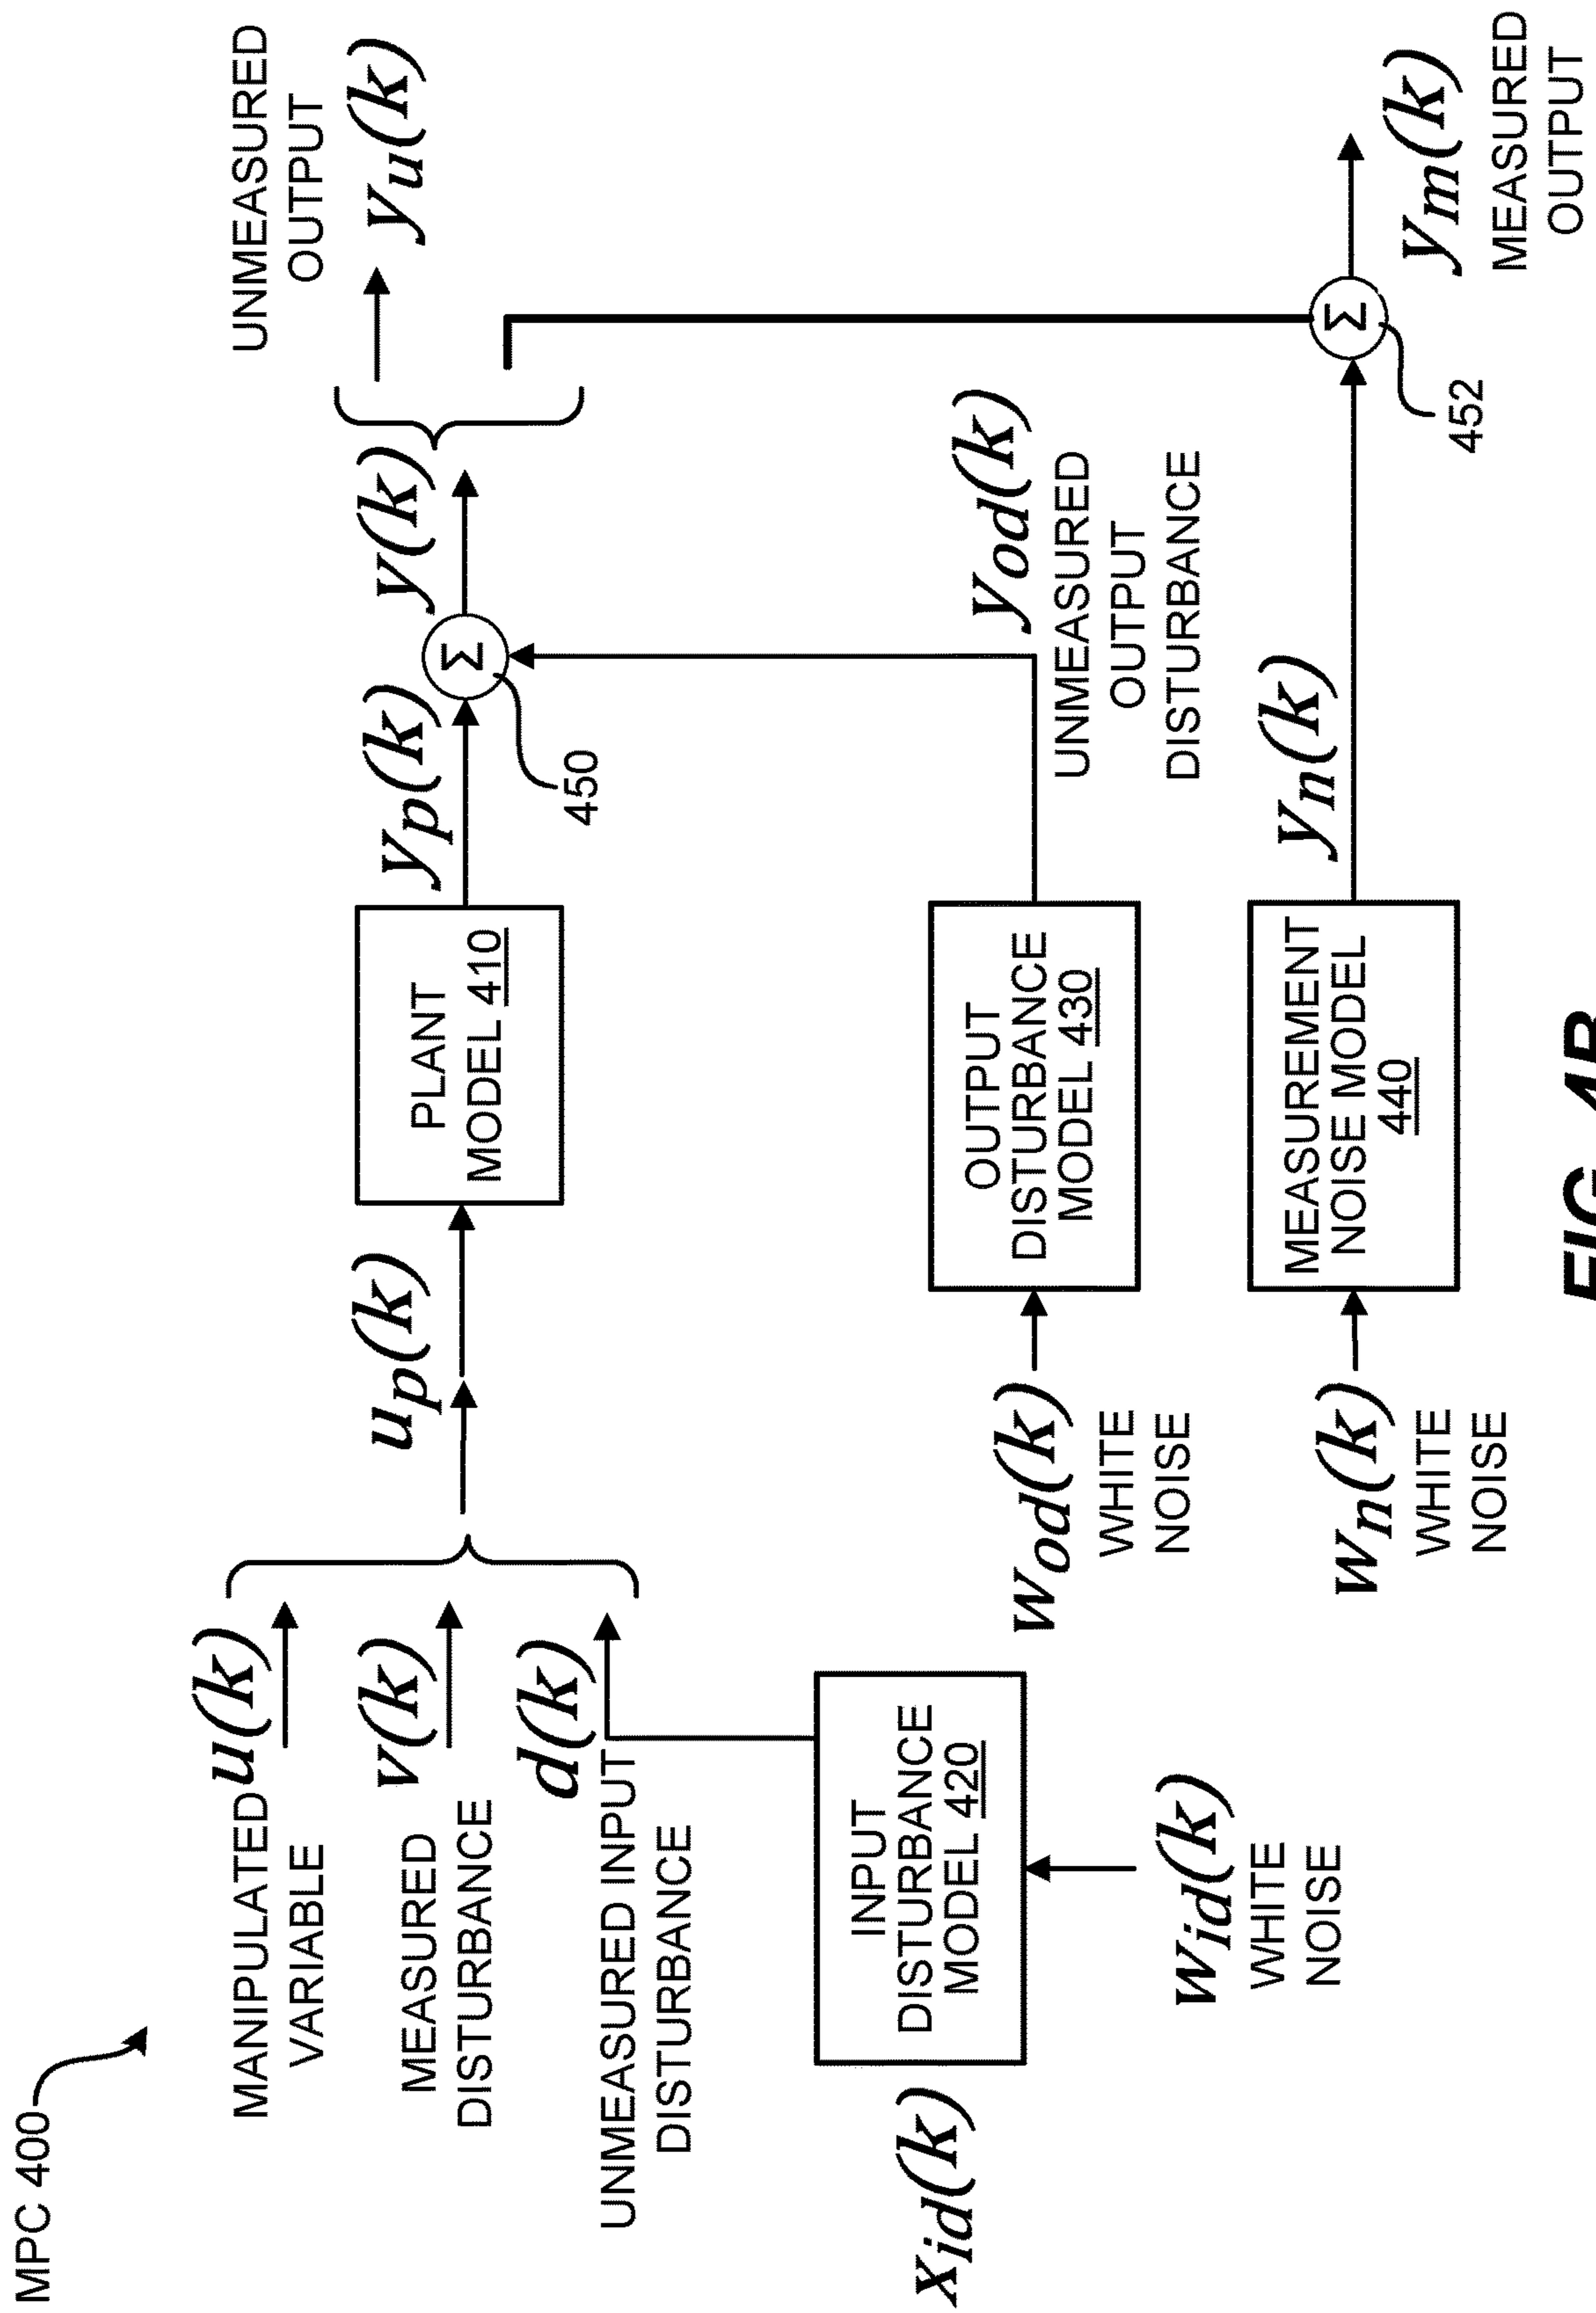 MPC 400
MANIPULATED
VARIABLE
u(k)
MEASURED
DISTURBANCE
v(k)
UNMEASURED INPUT
DISTURBANCE
d(k)
x_id(k)
INPUT
DISTURBANCE
MODEL 420
w_id(k)
WHITE
NOISE
u_p(k)
PLANT
MODEL 410
y_p(k)
Σ
450
y(k)
UNMEASURED
OUTPUT
y_u(k)
w_od(k)
WHITE
NOISE
OUTPUT
DISTURBANCE
MODEL 430
y_od(k)
UNMEASURED
OUTPUT
DISTURBANCE
w_n(k)
WHITE
NOISE
MEASUREMENT
NOISE MODEL
440
y_n(k)
Σ
452
y_m(k)
MEASURED
OUTPUT
FIG. 4B